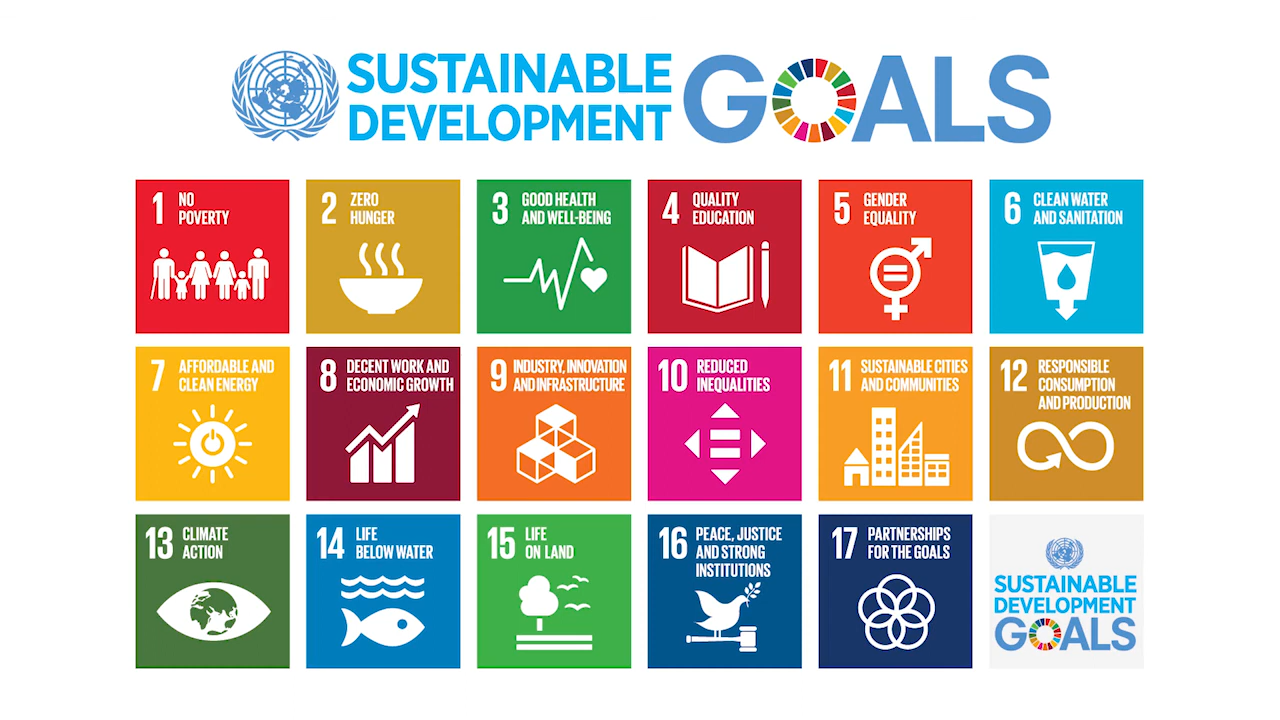 SUSTAINABLE
DEVELOPMENT
GOALS
1 NO
POVERTY
2 ZERO
HUNGER
3 GOOD HEALTH
AND WELL-BEING
4 QUALITY
EDUCATION
5 GENDER
EQUALITY
6 CLEAN WATER
AND SANITATION
7 AFFORDABLE AND
CLEAN ENERGY
8 DECENT WORK AND
ECONOMIC GROWTH
9 INDUSTRY, INNOVATION
AND INFRASTRUCTURE
10 REDUCED
INEQUALITIES
11 SUSTAINABLE CITIES
AND COMMUNITIES
12 RESPONSIBLE
CONSUMPTION
AND PRODUCTION
13 CLIMATE
ACTION
14 LIFE
BELOW WATER
15 LIFE
ON LAND
16 PEACE, JUSTICE
AND STRONG
INSTITUTIONS
17 PARTNERSHIPS
FOR THE GOALS
SUSTAINABLE
DEVELOPMENT
GOALS